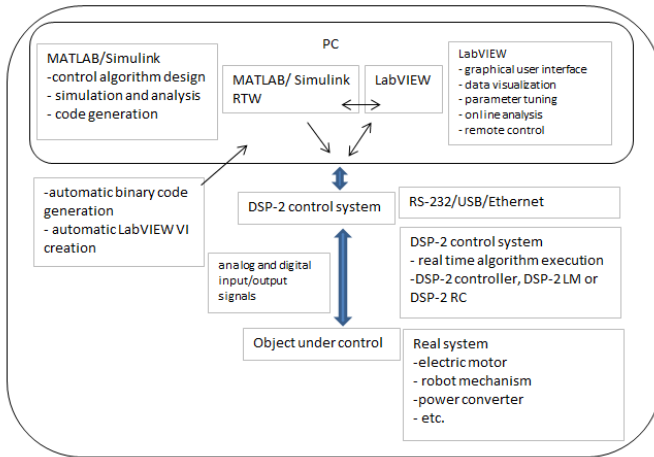 PC
MATLAB/Simulink
-control algorithm design
- simulation and analysis
- code generation
MATLAB/ Simulink
RTW
LabVIEW
LabVIEW
- graphical user interface
- data visualization
- parameter tuning
- online analysis
- remote control
-automatic binary code
generation
- automatic LabVIEW VI
creation
DSP-2 control system
RS-232/USB/Ethernet
analog and digital
input/output
signals
DSP-2 control system
- real time algorithm execution
-DSP-2 controller, DSP-2 LM or
DSP-2 RC
Object under control
Real system
-electric motor
- robot mechanism
-power converter
- etc.